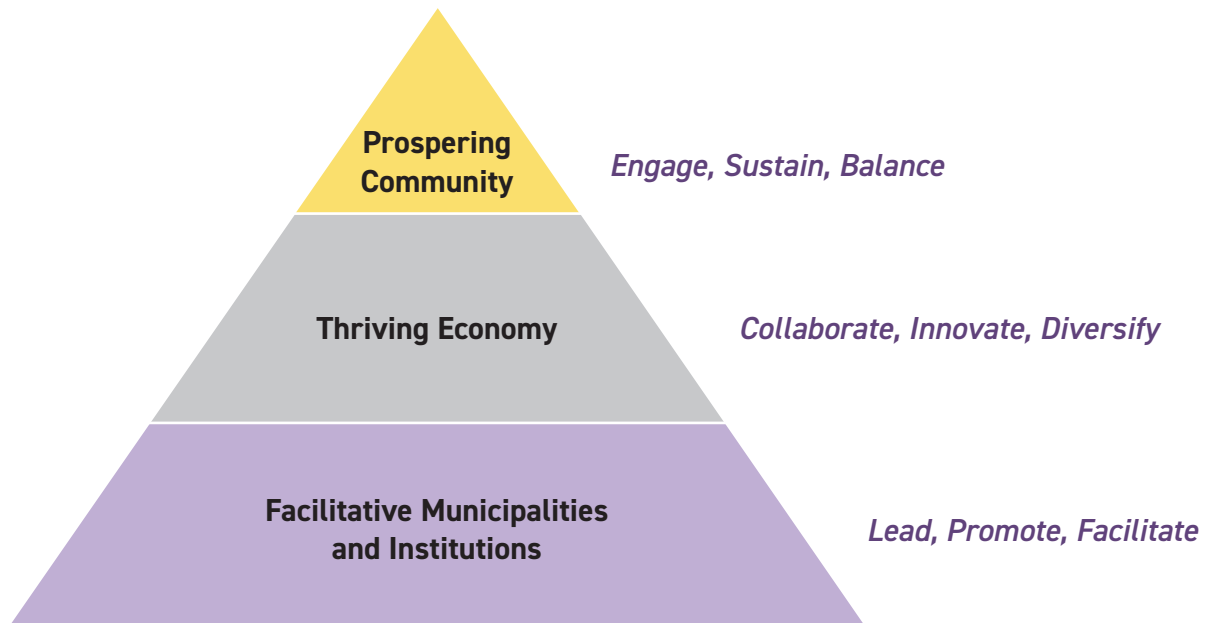 Prospering
Community
Engage, Sustain, Balance
Thriving Economy
Collaborate, Innovate, Diversify
Facilitative Municipalities
and Institutions
Lead, Promote, Facilitate